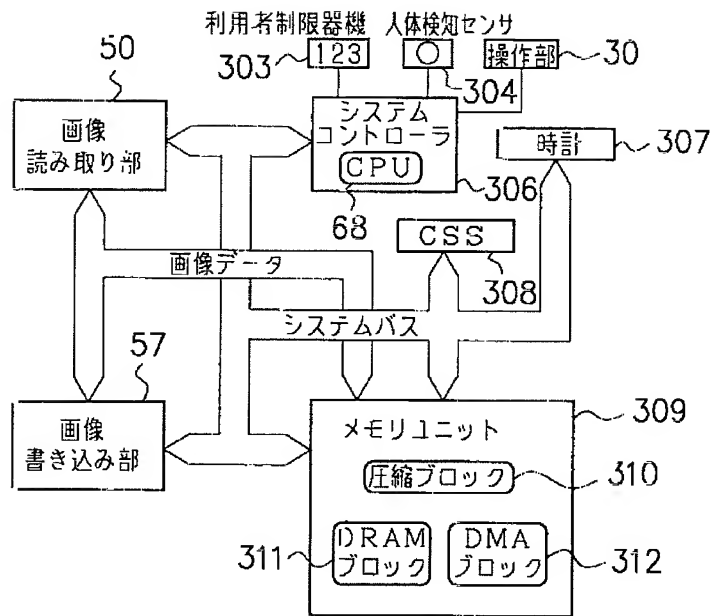 利用者制限器機
人体検知センサ
303
123
304
操作部
30
50
画像
読み取り部
システム
コントローラ
CPU
68
306
時計
307
CSS
308
画像データ
システムバス
57
画像
書き込み部
メモリユニット
309
圧縮ブロック
310
311
DRAM
ブロック
DMA
ブロック
312